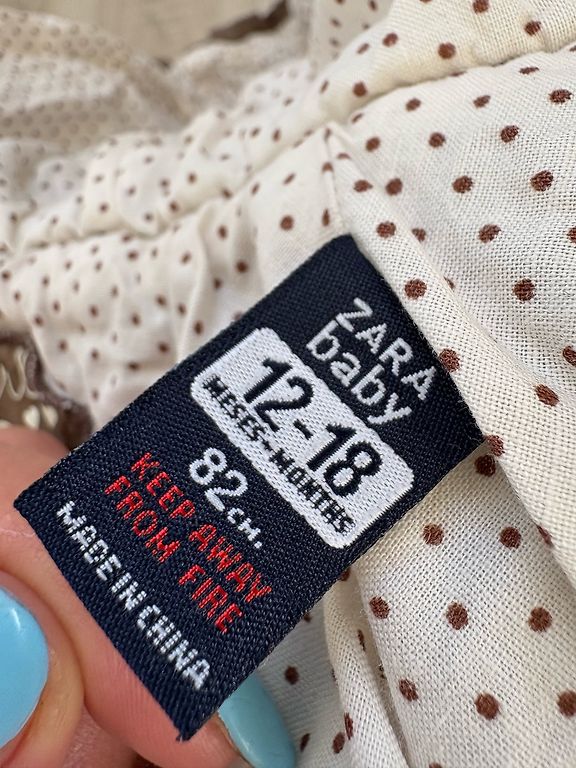 ZARA
baby
12-18
MESES-MONTHS
82CM.
KEEP AWAY
FROM FIRE
MADE IN CHINA